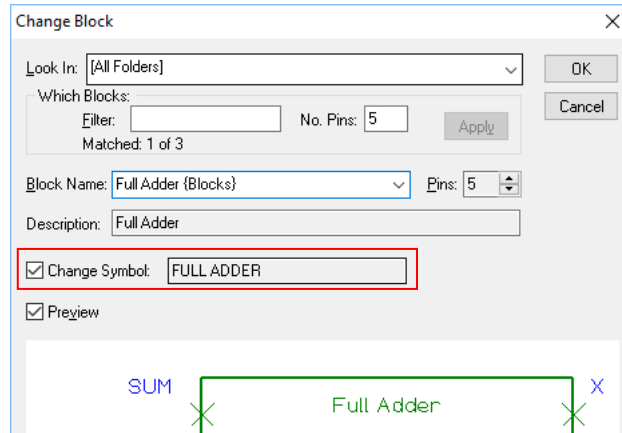 Change Block
Look In: [All Folders]
OK
Which Blocks:
Filter: No. Pins: 5
Apply
Cancel
Matched: 1 of 3
Block Name: Full Adder {Blocks} Pins: 5
Description: Full Adder
Change Symbol: FULL ADDER
Preview
SUM Full Adder X